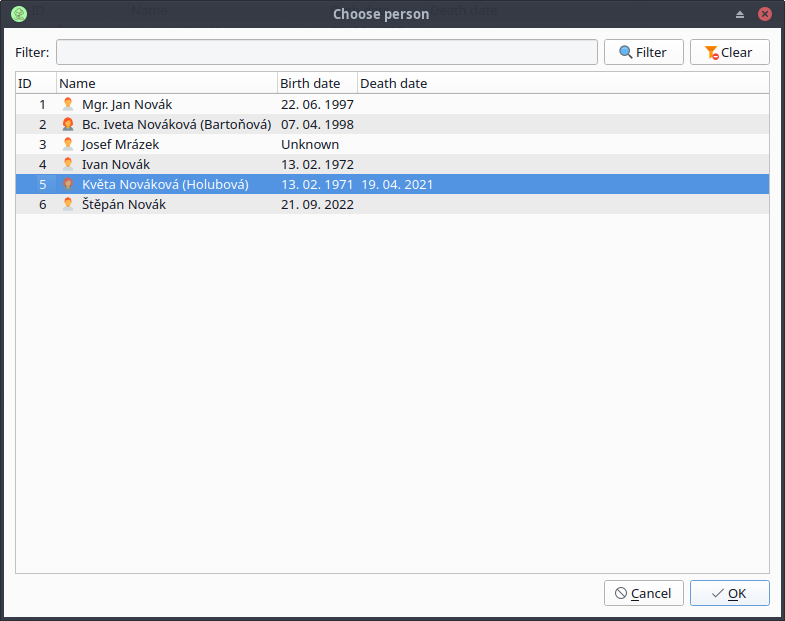 Choose person
Filter: Filter Clear
ID Name Birth date Death date
1 Mgr. Jan Novák 22. 06. 1997
2 Bc. Iveta Nováková (Bartoňová) 07. 04. 1998
3 Josef Mrázek Unknown
4 Ivan Novák 13. 02. 1972
5 Květa Nováková (Holubová) 13. 02. 1971 19. 04. 2021
6 Štěpán Novák 21. 09. 2022
Cancel OK